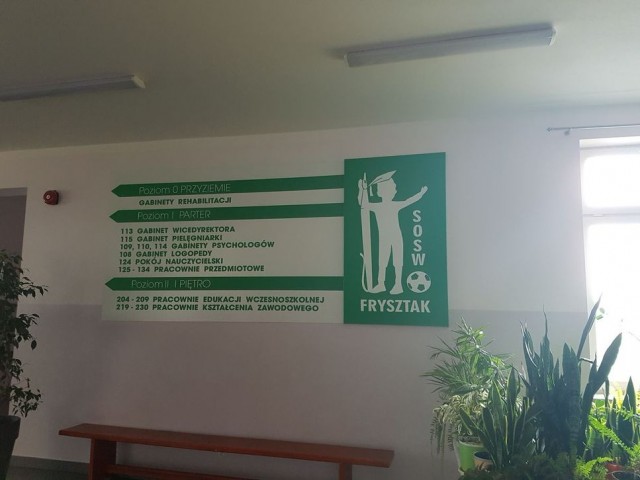 Poziom 0 PRZYZIEMIE
GABINETY REHABILITACJI
Poziom I PARTER
113 GABINET WICEDYREKTORA
115 GABINET PIELĘGNIARKI
109, 110, 114 GABINETY PSYCHOLOGÓW
108 GABINET LOGOPEDY
124 POKÓJ NAUCZYCIELSKI
125 - 134 PRACOWNIE PRZEDMIOTOWE
Poziom II I PIĘTRO
204 - 209 PRACOWNIE EDUKACJI WCZESNOSZKOLNEJ
219 - 230 PRACOWNIE KSZTAŁCENIA ZAWODOWEGO
SOSW
FRYSZTAK